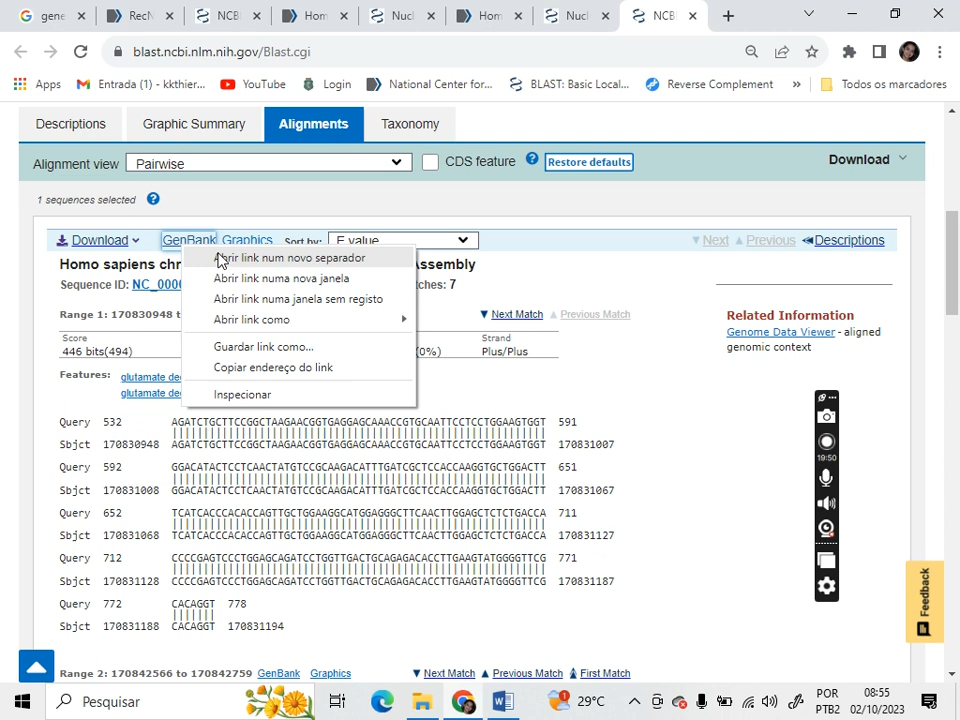 gene
RecN
NCBI
Hom
Nucl
Hom
Nucl
NCBI
blast.ncbi.nlm.nih.gov/Blast.cgi
Apps
Entrada (1) - kkthier...
YouTube
Login
National Center for...
BLAST: Basic Local...
Reverse Complement
»
Todos os marcadores
Descriptions
Graphic Summary
Alignments
Taxonomy
Alignment view Pairwise CDS feature ? Restore defaults Download
1 sequences selected ?
Download GenBank Graphics Sort by: E value Next Previous Descriptions
Homo sapiens chr
Assembly
Sequence ID: NC_0000
tches: 7
Abrir link num novo separador
Abrir link numa nova janela
Abrir link numa janela sem registo
Abrir link como
Guardar link como...
Copiar endereço do link
Inspecionar
Range 1: 170830948 t
Next Match Previous Match
Score Strand
446 bits(494) (0%) Plus/Plus
Features: glutamate de
glutamate de
Related Information
Genome Data Viewer - aligned
genomic context
Query 532 AGATCTGCTTCCGGCTAAGAACGGTGAGGAGCAAACCGTGCAATTCCTCCTGGAAGTGGT 591
||||||||||||||||||||||||||||||||||||||||||||||||||||||||||||
Sbjct 170830948 AGATCTGCTTCCGGCTAAGAACGGTGAGGAGCAAACCGTGCAATTCCTCCTGGAAGTGGT 170831007
Query 592 GGACATACTCCTCAACTATGTCCGCAAGACATTTGATCGCTCCACCAAGGTGCTGGACTT 651
||||||||||||||||||||||||||||||||||||||||||||||||||||||||||||
Sbjct 170831008 GGACATACTCCTCAACTATGTCCGCAAGACATTTGATCGCTCCACCAAGGTGCTGGACTT 170831067
Query 652 TCATCACCCACACCAGTTGCTGGAAGGCATGGAGGGCTTCAACTTGGAGCTCTCTGACCA 711
||||||||||||||||||||||||||||||||||||||||||||||||||||||||||||
Sbjct 170831068 TCATCACCCACACCAGTTGCTGGAAGGCATGGAGGGCTTCAACTTGGAGCTCTCTGACCA 170831127
Query 712 CCCCGAGTCCCTGGAGCAGATCCTGGTTGACTGCAGAGACACCTTGAAGTATGGGGTTCG 771
||||||||||||||||||||||||||||||||||||||||||||||||||||||||||||
Sbjct 170831128 CCCCGAGTCCCTGGAGCAGATCCTGGTTGACTGCAGAGACACCTTGAAGTATGGGGTTCG 170831187
Query 772 CACAGGT 778
|||||||
Sbjct 170831188 CACAGGT 170831194
Range 2: 170842566 to 170842759 GenBank Graphics Next Match Previous Match First Match
19:50
Feedback
Pesquisar
29°C
POR
PTB2
08:55
02/10/2023